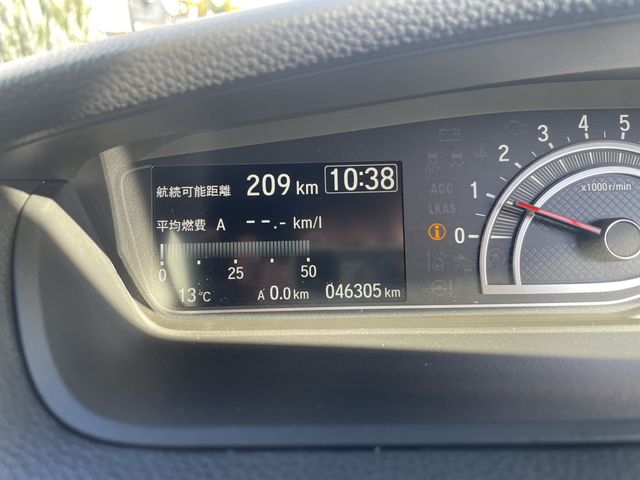 航続可能距離 209 km 10:38
平均燃費 A --.- km/l
0 25 50
13℃ A 0.0 km 046305 km
ACC
LKAS
0 1 2 3 4 5
x1000r/min